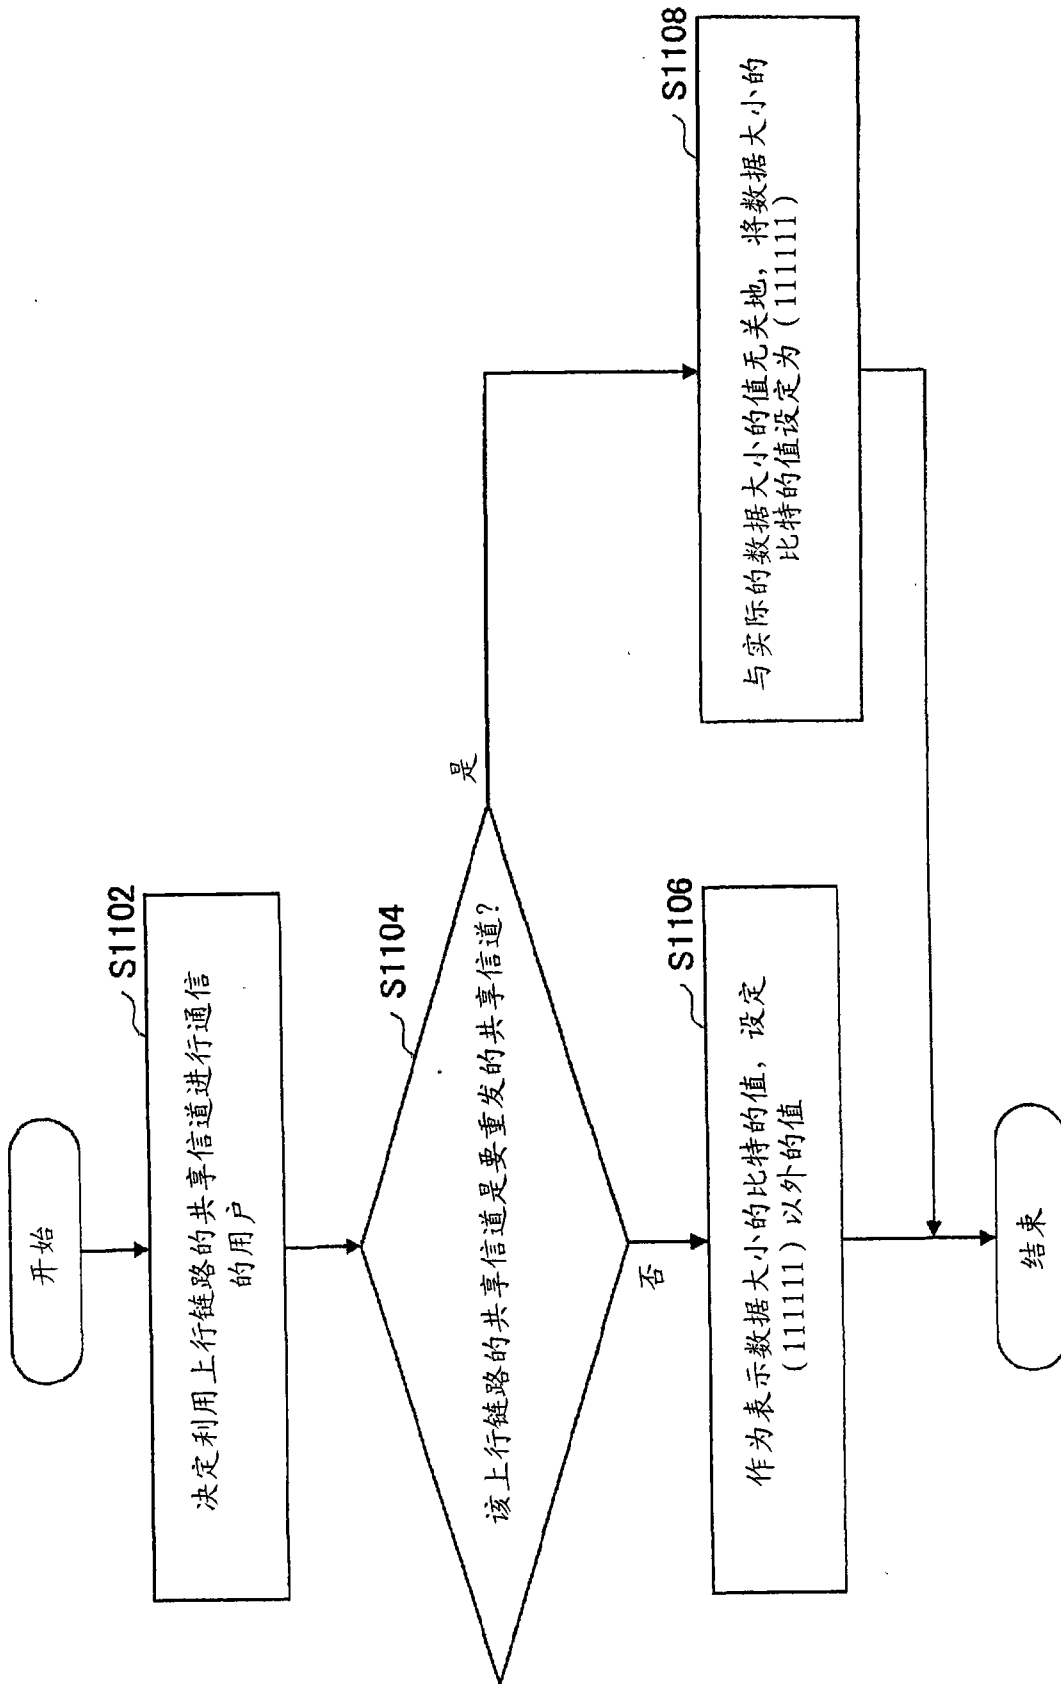 开始
S1102
决定利用上行链路的共享信道进行通信
的用户
S1104
该上行链路的共享信道是要重发的共享信道?
是
否
S1106
作为表示数据大小的比特的值，设定
(111111)以外的值
S1108
与实际的数据大小的值无关地，将数据大小的
比特的值设定为(111111)
结束